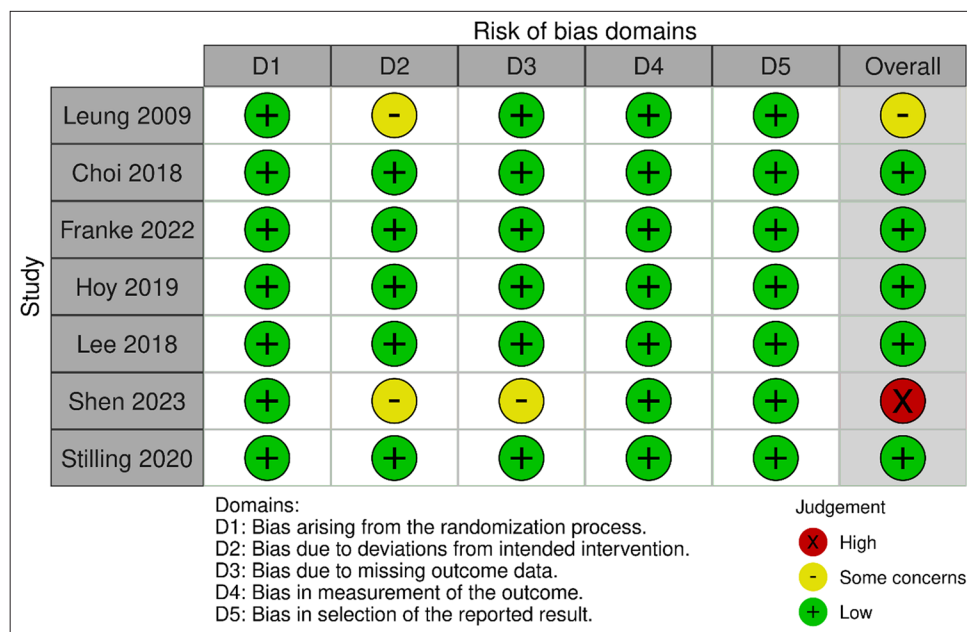 Risk of bias domains
D1 D2 D3 D4 D5 Overall
Study
Leung 2009 + - + + + -
Choi 2018 + + + + + +
Franke 2022 + + + + + +
Hoy 2019 + + + + + +
Lee 2018 + + + + + +
Shen 2023 + - - + + X
Stilling 2020 + + + + + +
Domains:
D1: Bias arising from the randomization process.
D2: Bias due to deviations from intended intervention.
D3: Bias due to missing outcome data.
D4: Bias in measurement of the outcome.
D5: Bias in selection of the reported result.
Judgement
X High
- Some concerns
+ Low